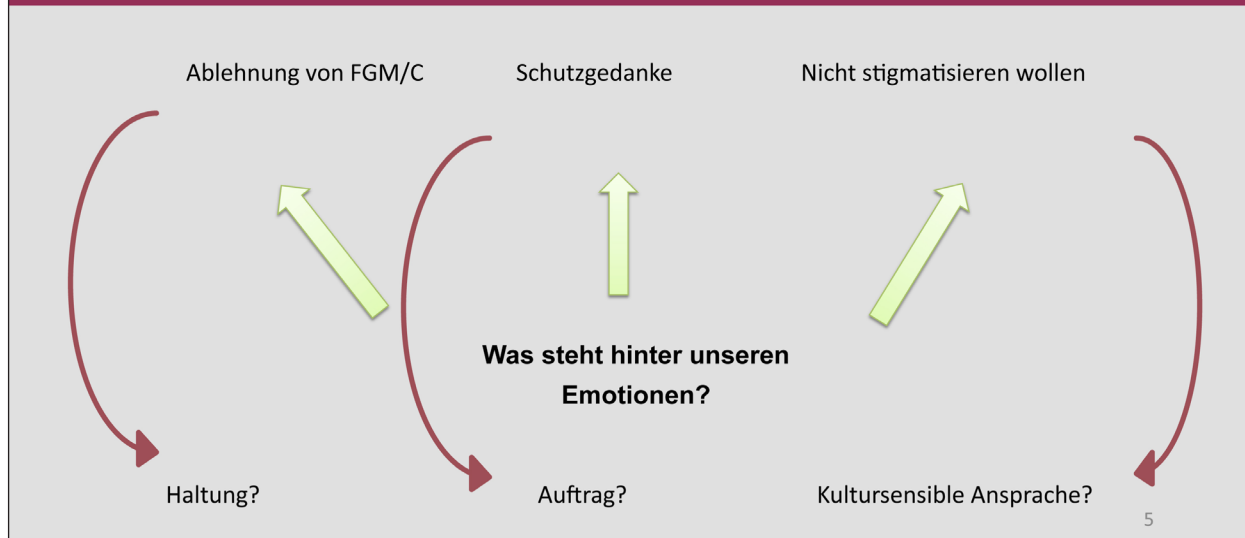 Ablehnung von FGM/C
Schutzgedanke
Nicht stigmatisieren wollen
Was steht hinter unseren
Emotionen?
Haltung?
Auftrag?
Kultursensible Ansprache?
5